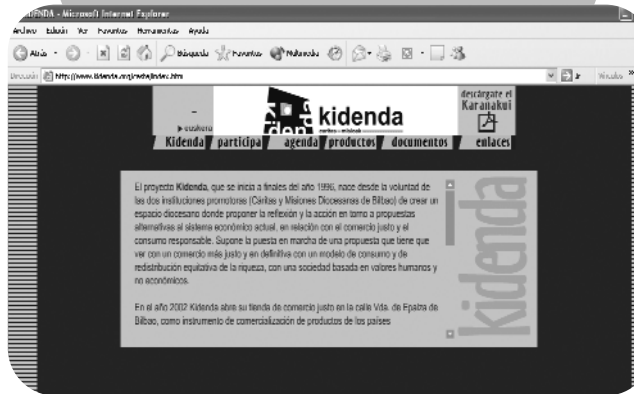 KIDENDA - Microsoft Internet Explorer
Archivo Edición Ver Favoritos Herramientas Ayuda
Atrás Búsqueda Favoritos Multimedia
Dirección http://www.kidenda.org/caste/index.htm Ir Vínculos »
descárgate el
Karanakui
kidenda
caritas - misioak
euskera
Kidenda participa agenda productos documentos enlaces
El proyecto Kidenda, que se inicia a finales del año 1996, nace desde la voluntad de
las dos instituciones promotoras (Cáritas y Misiones Diocesanas de Bilbao) de crear un
espacio diocesano donde proponer la reflexión y la acción en torno a propuestas
alternativas al sistema económico actual, en relación con el comercio justo y el
consumo responsable. Supone la puesta en marcha de una propuesta que tiene que
ver con un comercio más justo y en definitiva con un modelo de consumo y de
redistribución equitativa de la riqueza, con una sociedad basada en valores humanos y
no económicos.
En el año 2002 Kidenda abre su tienda de comercio justo en la calle Vda. de Epalza de
Bilbao, como instrumento de comercialización de productos de los países
kidenda